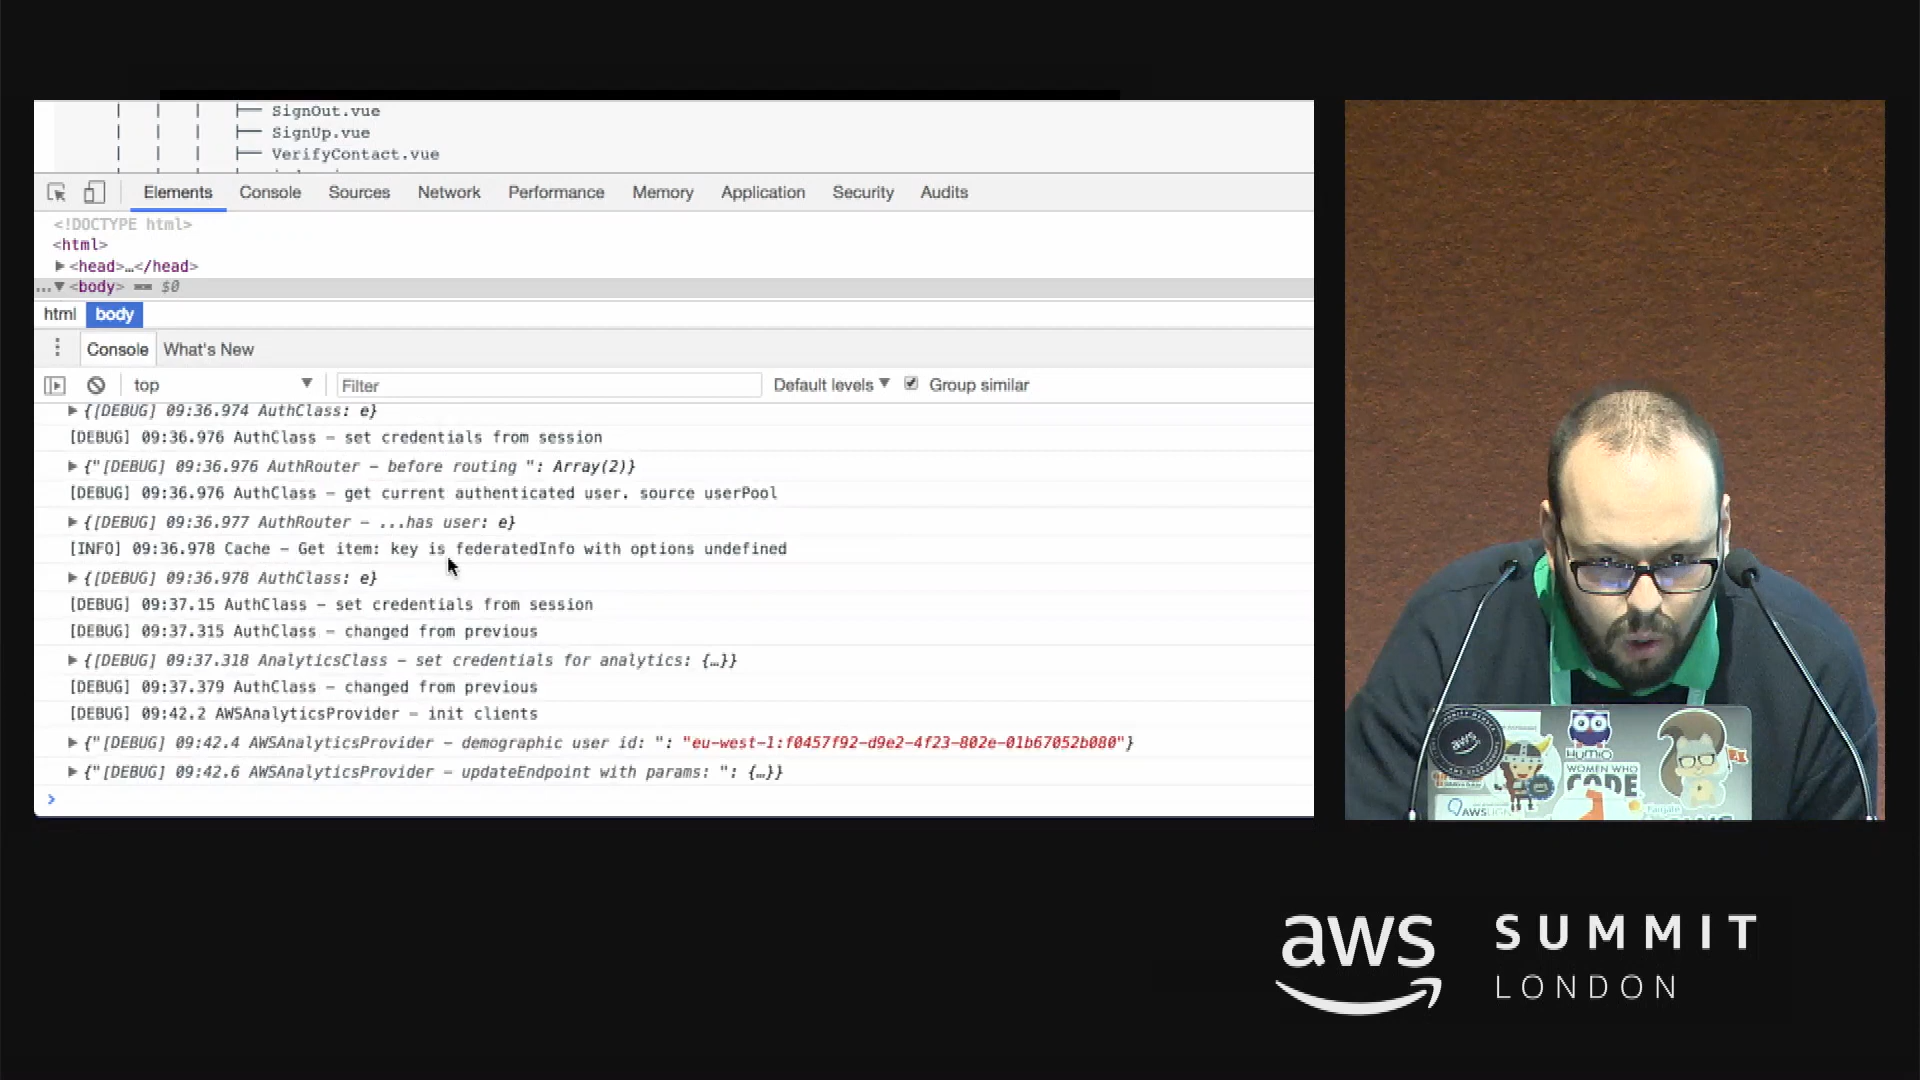 ├── SignOut.vue
├── SignUp.vue
├── VerifyContact.vue
Elements Console Sources Network Performance Memory Application Security Audits
<!DOCTYPE html>
<html>
▶<head>…</head>
...▼<body> == $0
html body
Console What's New
top ▼ Filter Default levels ▼ Group similar
▶ {[DEBUG] 09:36.974 AuthClass: e}
[DEBUG] 09:36.976 AuthClass - set credentials from session
▶ {"[DEBUG] 09:36.976 AuthRouter - before routing ": Array(2)}
[DEBUG] 09:36.976 AuthClass - get current authenticated user. source userPool
▶ {[DEBUG] 09:36.977 AuthRouter - ...has user: e}
[INFO] 09:36.978 Cache - Get item: key is federatedInfo with options undefined
▶ {[DEBUG] 09:36.978 AuthClass: e}
[DEBUG] 09:37.15 AuthClass - set credentials from session
[DEBUG] 09:37.315 AuthClass - changed from previous
▶ {[DEBUG] 09:37.318 AnalyticsClass - set credentials for analytics: {…}}
[DEBUG] 09:37.379 AuthClass - changed from previous
[DEBUG] 09:42.2 AWSAnalyticsProvider - init clients
▶ {"[DEBUG] 09:42.4 AWSAnalyticsProvider - demographic user id: ": "eu-west-1:f0457f92-d9e2-4f23-802e-01b67052b080"}
▶ {"[DEBUG] 09:42.6 AWSAnalyticsProvider - updateEndpoint with params: ": {…}}
>
aws
HUMIO
WOMEN WHO
CODE
aws SUMMIT
LONDON